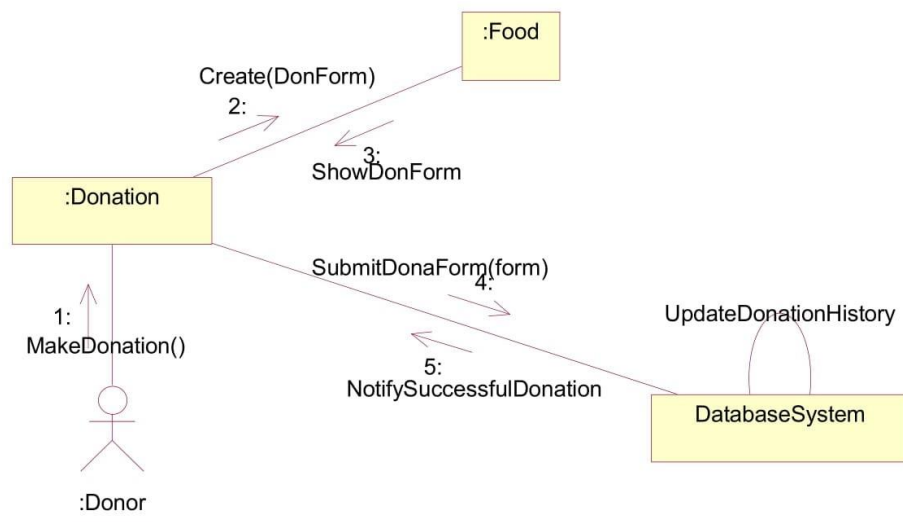 :Food
Create(DonForm)
2:
3:
ShowDonForm
:Donation
SubmitDonaForm(form)
4:
UpdateDonationHistory
1:
MakeDonation()
5:
NotifySuccessfulDonation
DatabaseSystem
:Donor